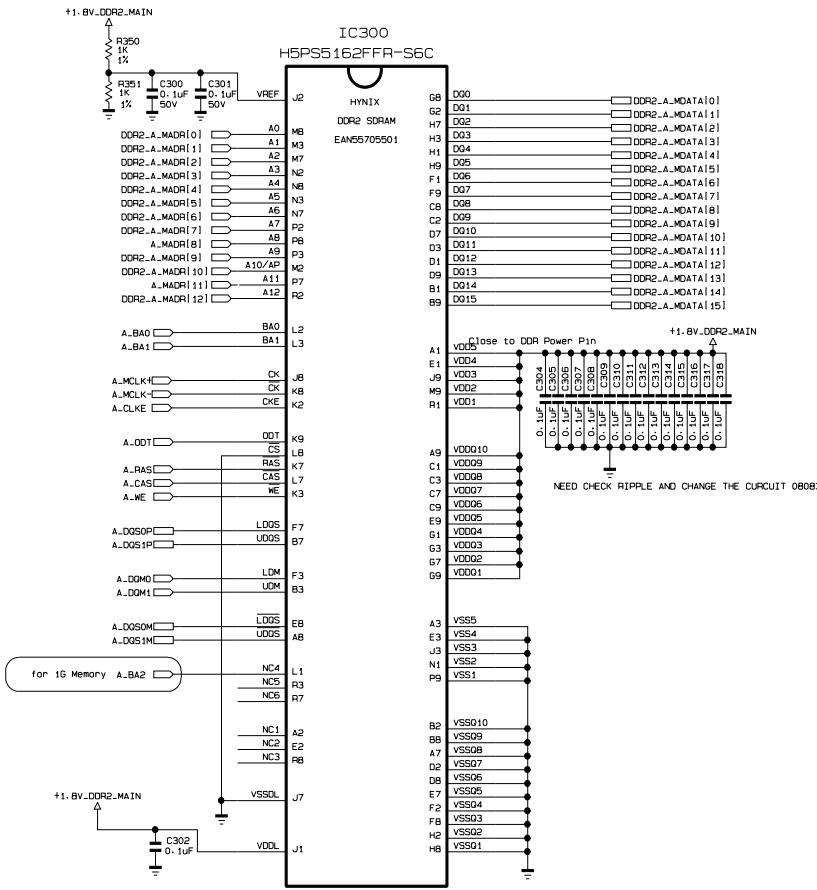 +1.8V_DDR2_MAIN
R350
1K
1%
R351
1K
1%
C300
0.1uF
50V
C301
0.1uF
50V
IC300
H5PS5162FFR-S6C
HYNIX
DDR2 SDRAM
EAN55705501
VREF J2
DDR2_A_MADR[0] A0 M8
DDR2_A_MADR[1] A1 M3
DDR2_A_MADR[2] A2 M7
DDR2_A_MADR[3] A3 N2
DDR2_A_MADR[4] A4 N8
DDR2_A_MADR[5] A5 N3
DDR2_A_MADR[6] A6 N7
DDR2_A_MADR[7] A7 P2
A_MADR[8] A8 P8
DDR2_A_MADR[9] A9 P3
DDR2_A_MADR[10] A10/AP M2
A_MADR[11] A11 P7
DDR2_A_MADR[12] A12 R2
A_BA0 BA0 L2
A_BA1 BA1 L3
A_MCLK+ CK J8
A_MCLK- CK K8
A_CLKE CKE K2
A_ODT ODT K9
CS L8
A_RAS RAS K7
A_CAS CAS L7
A_WE WE K3
A_DQS0P LDQS F7
A_DQS1P UDQS B7
A_DQM0 LDM F3
A_DQM1 UDM B3
A_DQS0M LDQS E8
A_DQS1M UDQS A8
for 1G Memory A_BA2 NC4 L1
NC5 R3
NC6 R7
NC1 A2
NC2 E2
NC3 R8
VSSDL J7
+1.8V_DDR2_MAIN
C302
0.1uF
VDDL J1
G8 DQ0 DDR2_A_MDATA[0]
G2 DQ1 DDR2_A_MDATA[1]
H7 DQ2 DDR2_A_MDATA[2]
H3 DQ3 DDR2_A_MDATA[3]
H1 DQ4 DDR2_A_MDATA[4]
H9 DQ5 DDR2_A_MDATA[5]
F1 DQ6 DDR2_A_MDATA[6]
F9 DQ7 DDR2_A_MDATA[7]
C8 DQ8 DDR2_A_MDATA[8]
C2 DQ9 DDR2_A_MDATA[9]
D7 DQ10 DDR2_A_MDATA[10]
D3 DQ11 DDR2_A_MDATA[11]
D1 DQ12 DDR2_A_MDATA[12]
D9 DQ13 DDR2_A_MDATA[13]
B1 DQ14 DDR2_A_MDATA[14]
B9 DQ15 DDR2_A_MDATA[15]
+1.8V_DDR2_MAIN
Close to DDR Power Pin
A1 VDD5
E1 VDD4
J9 VDD3
M9 VDD2
R1 VDD1
C304 0.1uF
C305 0.1uF
C306 0.1uF
C307 0.1uF
C308 0.1uF
C309 0.1uF
C310 0.1uF
C311 0.1uF
C312 0.1uF
C313 0.1uF
C314 0.1uF
C315 0.1uF
C316 0.1uF
C317 0.1uF
C318 0.1uF
NEED CHECK RIPPLE AND CHANGE THE CURCUIT
A9 VDDQ10
C1 VDDQ9
C3 VDDQ8
C7 VDDQ7
C9 VDDQ6
E9 VDDQ5
G1 VDDQ4
G3 VDDQ3
G7 VDDQ2
G9 VDDQ1
A3 VSS5
E3 VSS4
J3 VSS3
N1 VSS2
P9 VSS1
B2 VSSQ10
B8 VSSQ9
A7 VSSQ8
D2 VSSQ7
D8 VSSQ6
E7 VSSQ5
F2 VSSQ4
F8 VSSQ3
H2 VSSQ2
H8 VSSQ1